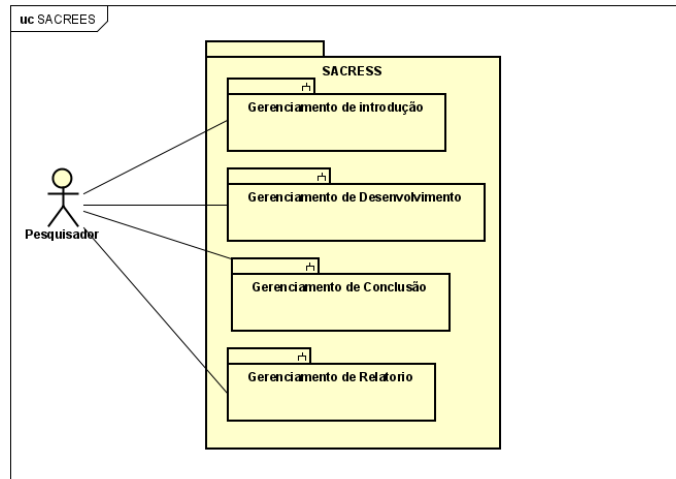 uc SACREES
SACRESS
Gerenciamento de introdução
Gerenciamento de Desenvolvimento
Pesquisador
Gerenciamento de Conclusão
Gerenciamento de Relatorio